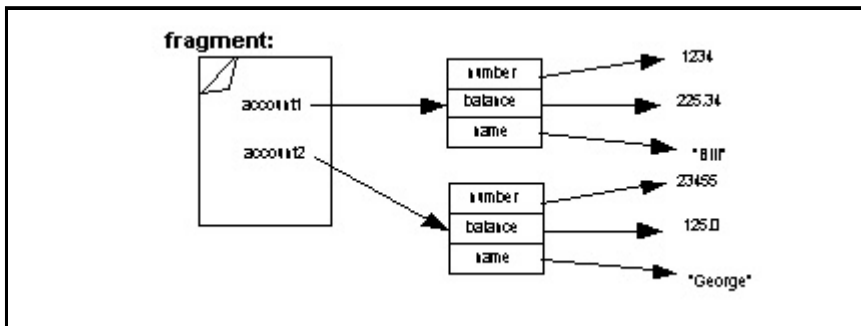 fragment:
account1
account2
number
balance
name
1234
225.34
"Bill"
number
balance
name
23455
125.0
"George"